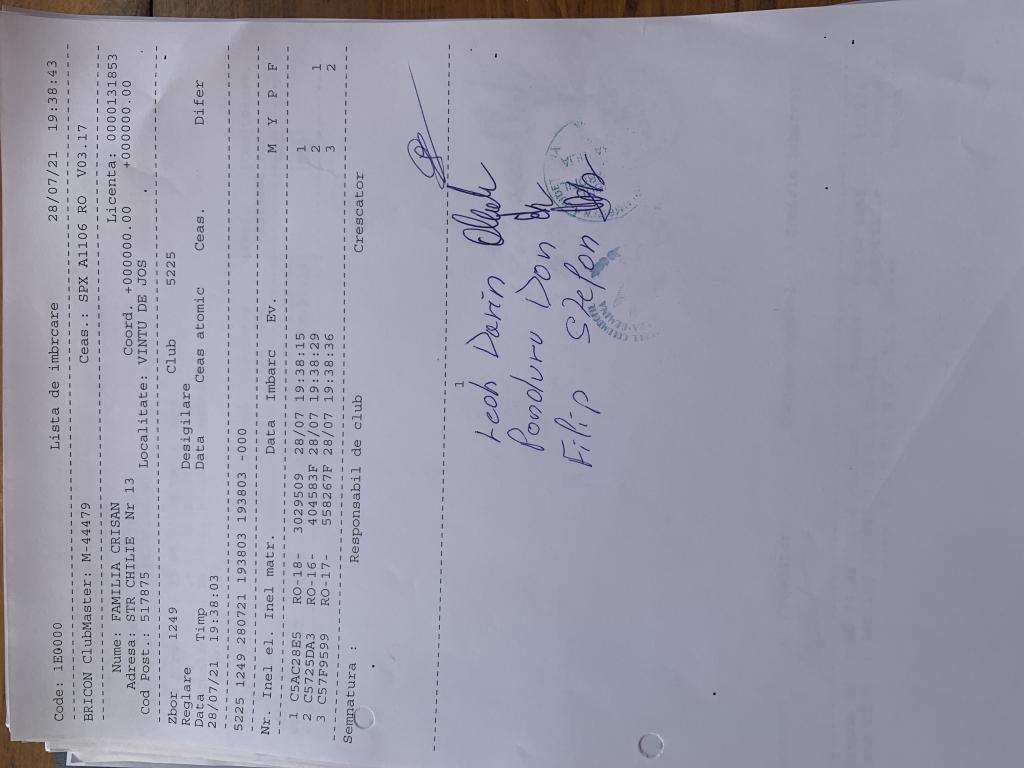 Code: 1E0000 Lista de imbrcare 28/07/21 19:38:43
BRICON ClubMaster: M-44479 Ceas.: SPX A1106 RO V03.17
Nume: FAMILIA CRISAN Licenta: 0000131853
Adresa: STR CHILIE Nr 13 Coord. +000000.00 +000000.00
Cod Post.: 517875 Localitate: VINTU DE JOS
Zbor 1249 Club 5225
Reglare Desigilare
Data Timp Data Ceas atomic Ceas. Difer
28/07/21 19:38:03
5225 1249 280721 193803 193803 -000
Nr. Inel el. Inel matr. Data Imbarc Ev. M Y P F
1 C5AC28E5 RO-18- 3029509 28/07 19:38:15 1
2 C5725DA3 RO-16- 404583F 28/07 19:38:29 2 1
3 C57F9599 RO-17- 558267F 28/07 19:38:36 3 2
Semnatura : Responsabil de club Crescator
1
Leah Darin
Panduru Dan
Filip Stefan